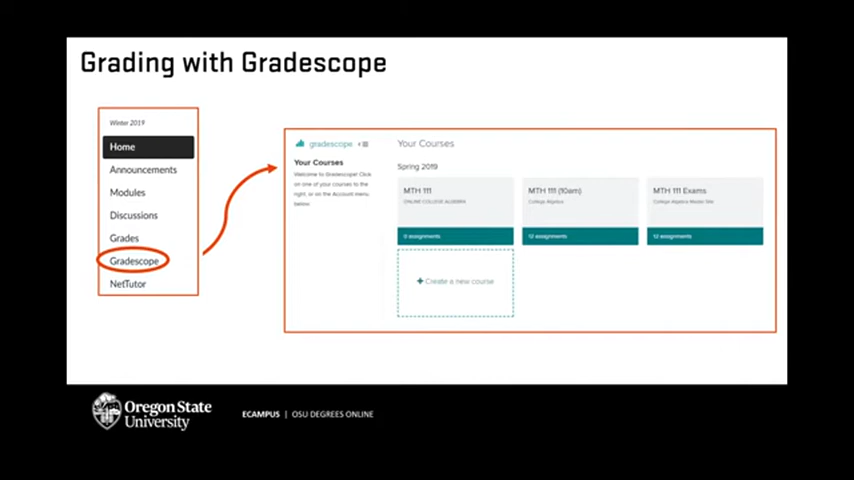 Grading with Gradescope
Winter 2019
Home
Announcements
Modules
Discussions
Grades
Gradescope
NetTutor
gradescope
Your Courses
Welcome to Gradescope! Click
on one of your courses to the
right, or on the Account menu
below.
Your Courses
Spring 2019
MTH 111
ONLINE COLLEGE ALGEBRA
0 assignments
MTH 111 (10am)
College Algebra
12 assignments
MTH 111 Exams
College Algebra Master Site
12 assignments
+ Create a new course
Oregon State
University
ECAMPUS | OSU DEGREES ONLINE